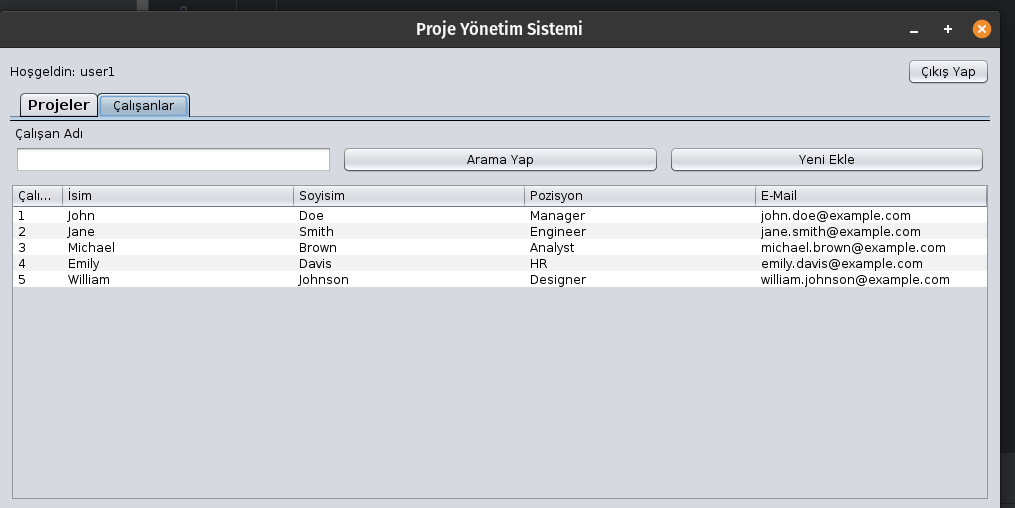 Proje Yönetim Sistemi
Hoşgeldin: user1 Çıkış Yap
Projeler Çalışanlar
Çalışan Adı
Arama Yap Yeni Ekle
Çalı... İsim Soyisim Pozisyon E-Mail
1 John Doe Manager john.doe@example.com
2 Jane Smith Engineer jane.smith@example.com
3 Michael Brown Analyst michael.brown@example.com
4 Emily Davis HR emily.davis@example.com
5 William Johnson Designer william.johnson@example.com